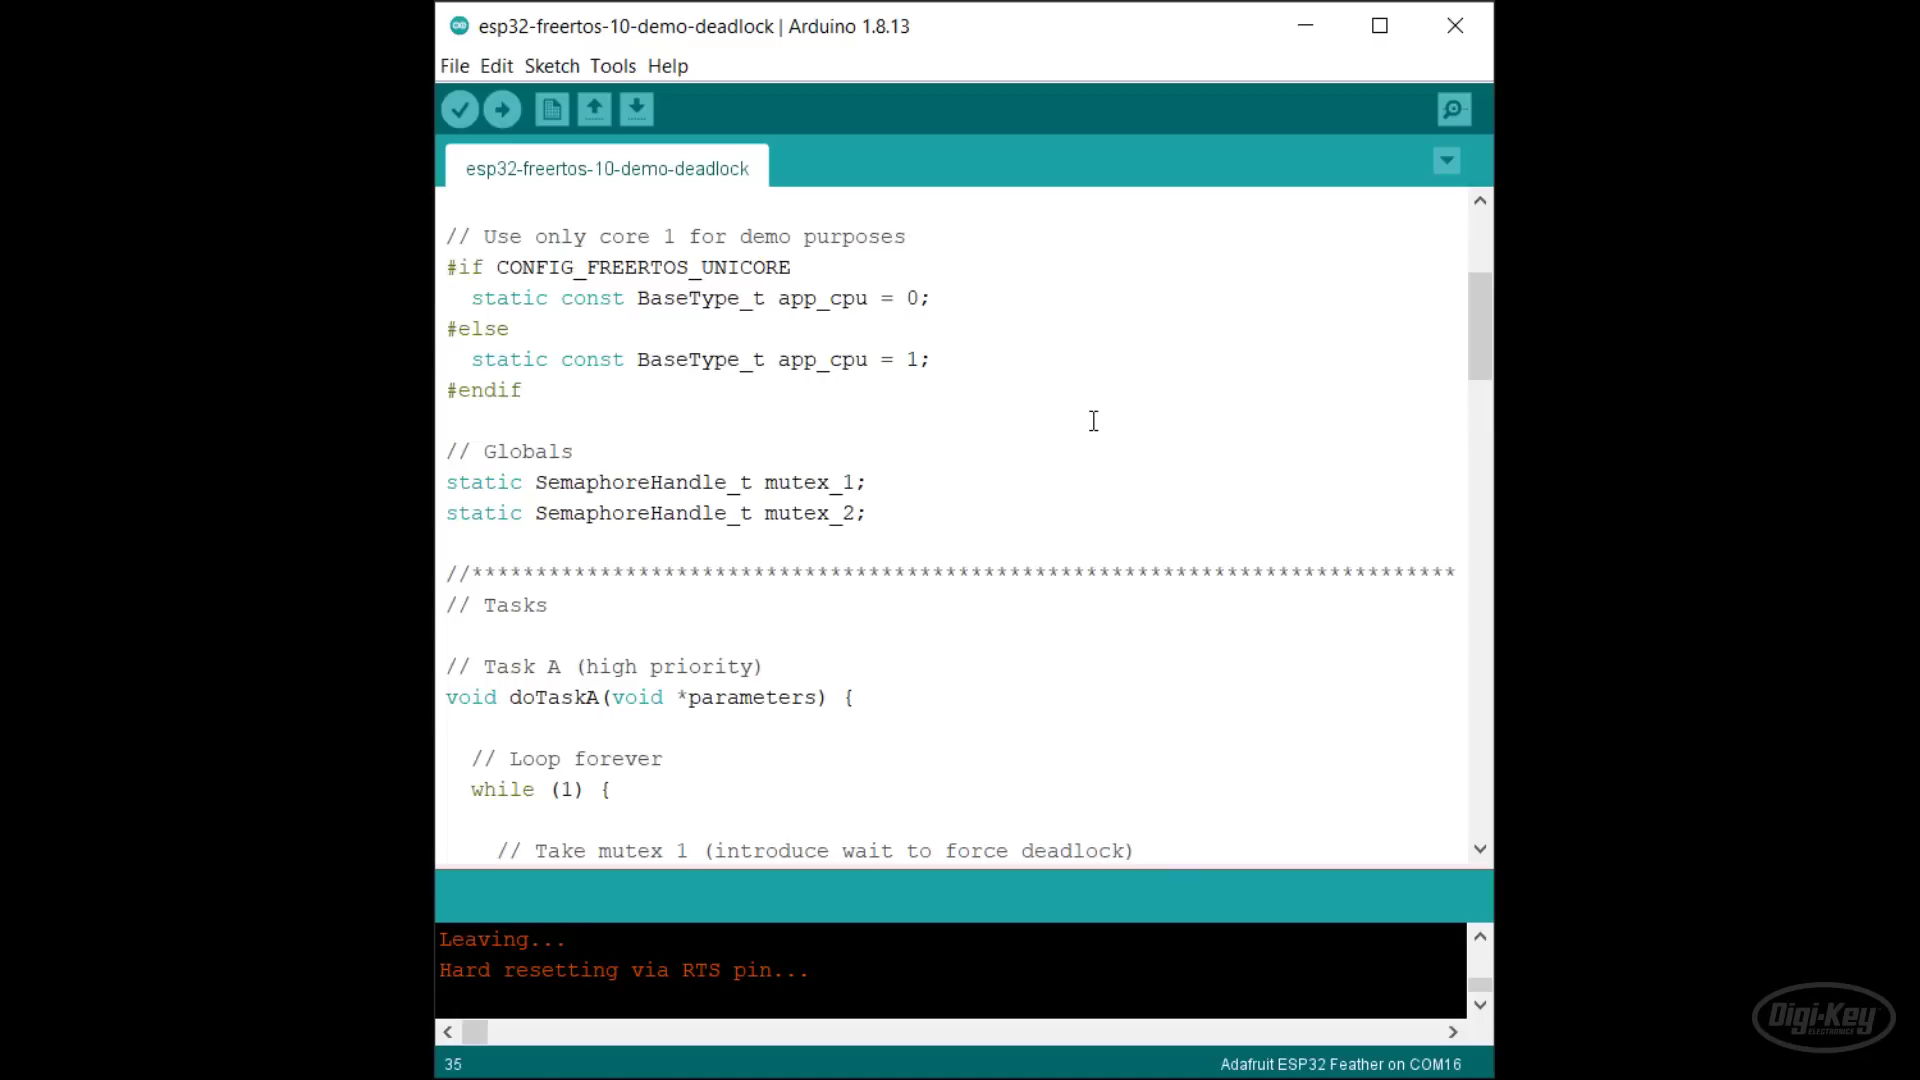 esp32-freertos-10-demo-deadlock | Arduino 1.8.13
File Edit Sketch Tools Help
esp32-freertos-10-demo-deadlock
// Use only core 1 for demo purposes
#if CONFIG_FREERTOS_UNICORE
  static const BaseType_t app_cpu = 0;
#else
  static const BaseType_t app_cpu = 1;
#endif
// Globals
static SemaphoreHandle_t mutex_1;
static SemaphoreHandle_t mutex_2;
//*****************************************************************************
// Tasks
// Task A (high priority)
void doTaskA(void *parameters) {
  // Loop forever
  while (1) {
    // Take mutex 1 (introduce wait to force deadlock)
Leaving...
Hard resetting via RTS pin...
35
Adafruit ESP32 Feather on COM16
Digi-Key
ELECTRONICS